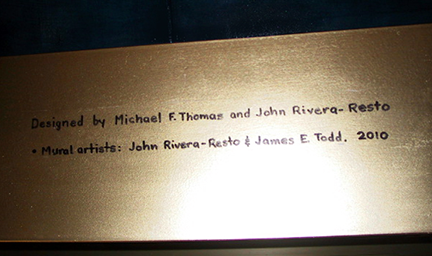 Designed by Michael F. Thomas and John Rivera-Resto
• Mural artists: John Rivera-Resto & James E. Todd. 2010